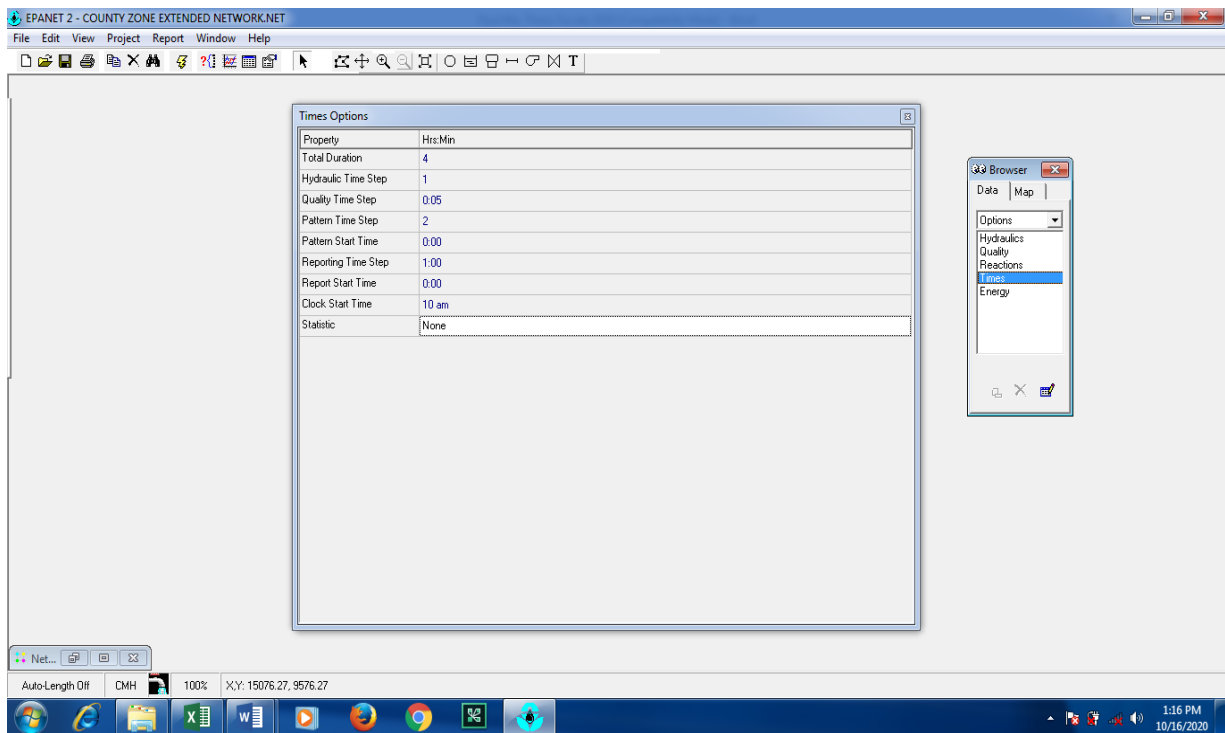 EPANET 2 - COUNTY ZONE EXTENDED NETWORK.NET
File Edit View Project Report Window Help
T
Times Options
Property Hrs:Min
Total Duration 4
Hydraulic Time Step 1
Quality Time Step 0:05
Pattern Time Step 2
Pattern Start Time 0:00
Reporting Time Step 1:00
Report Start Time 0:00
Clock Start Time 10 am
Statistic None
Browser
Data Map
Options
Hydraulics
Quality
Reactions
Times
Energy
Net...
Auto-Length Off CMH 100% X,Y: 15076.27, 9576.27
1:16 PM
10/16/2020